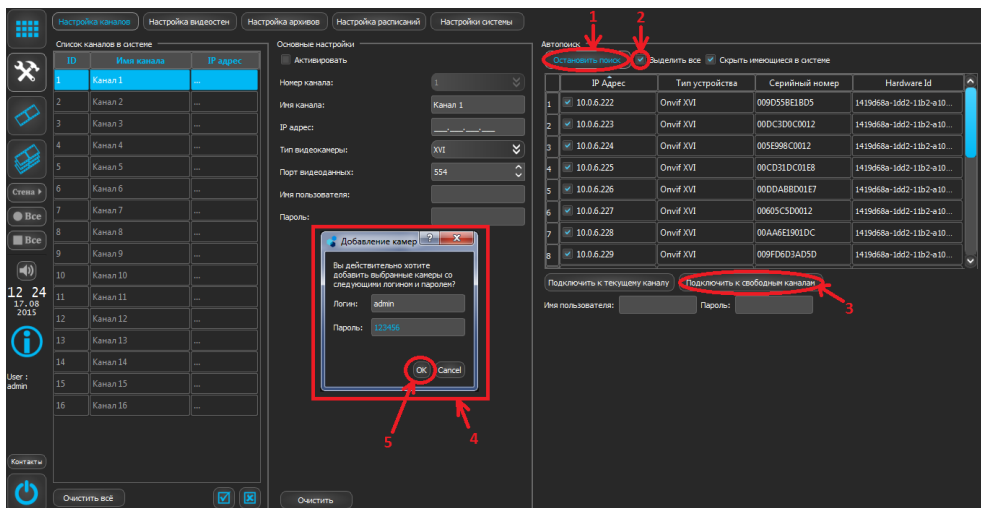 Настройка каналов Настройка видеостен Настройка архивов Настройка расписаний Настройки системы
Список каналов в системе
ID Имя канала IP адрес
1 Канал 1 ...
2 Канал 2 ...
3 Канал 3 ...
4 Канал 4 ...
5 Канал 5 ...
6 Канал 6 ...
7 Канал 7 ...
8 Канал 8 ...
9 Канал 9 ...
10 Канал 10 ...
11 Канал 11 ...
12 Канал 12 ...
13 Канал 13 ...
14 Канал 14 ...
15 Канал 15 ...
16 Канал 16 ...
Очистить всё
Стена
Все
Все
12 24
17.08
2015
User :
admin
Контакты
Основные настройки
Активировать
Номер канала: 1
Имя канала: Канал 1
IP адрес: ___.___.___.___
Тип видеокамеры: XVI
Порт видеоданных: 554
Имя пользователя:
Пароль:
Добавление камер ? X
Вы действительно хотите
добавить выбранные камеры со
следующими логином и паролем?
Логин: admin
Пароль: 123456
OK Cancel
5
4
Очистить
1
2
Автопоиск
Остановить поиск Выделить все Скрыть имеющиеся в системе
IP Адрес Тип устройства Серийный номер Hardware Id
1 10.0.6.222 Onvif XVI 009D55BE1BD5 1419d68a-1dd2-11b2-a10...
2 10.0.6.223 Onvif XVI 00DC3D0C0012 1419d68a-1dd2-11b2-a10...
3 10.0.6.224 Onvif XVI 005E998C0012 1419d68a-1dd2-11b2-a10...
4 10.0.6.225 Onvif XVI 00CD31DC01E8 1419d68a-1dd2-11b2-a10...
5 10.0.6.226 Onvif XVI 00DDABBD01E7 1419d68a-1dd2-11b2-a10...
6 10.0.6.227 Onvif XVI 00605C5D0012 1419d68a-1dd2-11b2-a10...
7 10.0.6.228 Onvif XVI 00AA6E1901DC 1419d68a-1dd2-11b2-a10...
8 10.0.6.229 Onvif XVI 009FD6D3AD5D 1419d68a-1dd2-11b2-a10...
Подключить к текущему каналу Подключить к свободным каналам
3
Имя пользователя: Пароль: